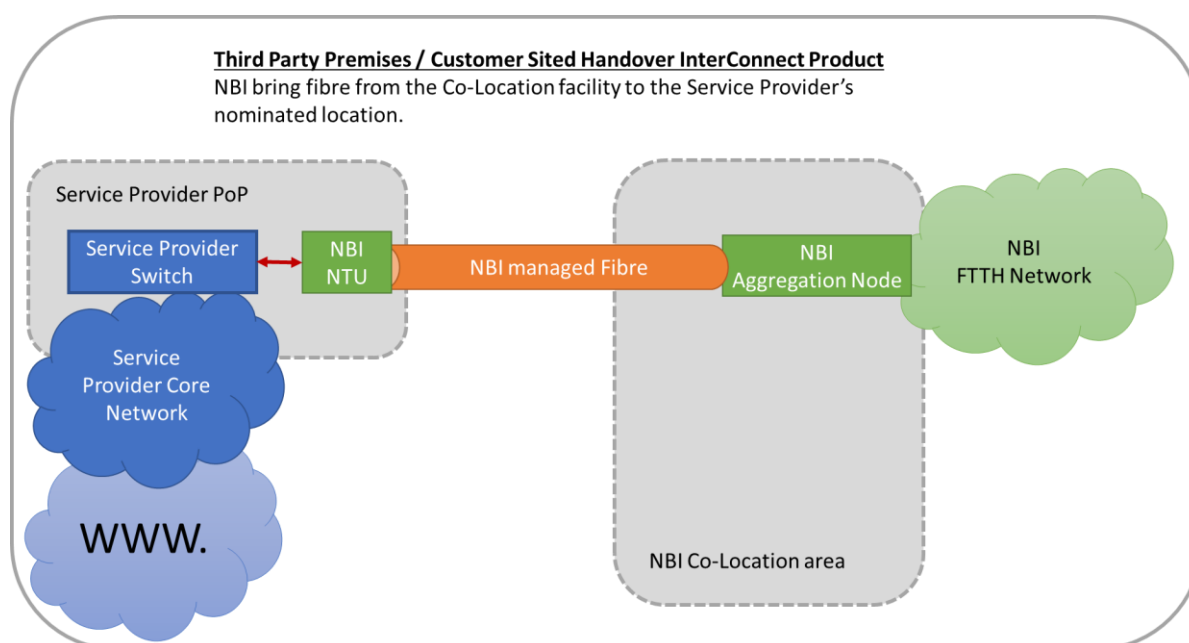 Third Party Premises / Customer Sited Handover InterConnect Product
NBI bring fibre from the Co-Location facility to the Service Provider's
nominated location.
Service Provider PoP
Service Provider
Switch
NBI
NTU
NBI managed Fibre
NBI
Aggregation Node
NBI
FTTH Network
Service
Provider Core
Network
WWW.
NBI Co-Location area